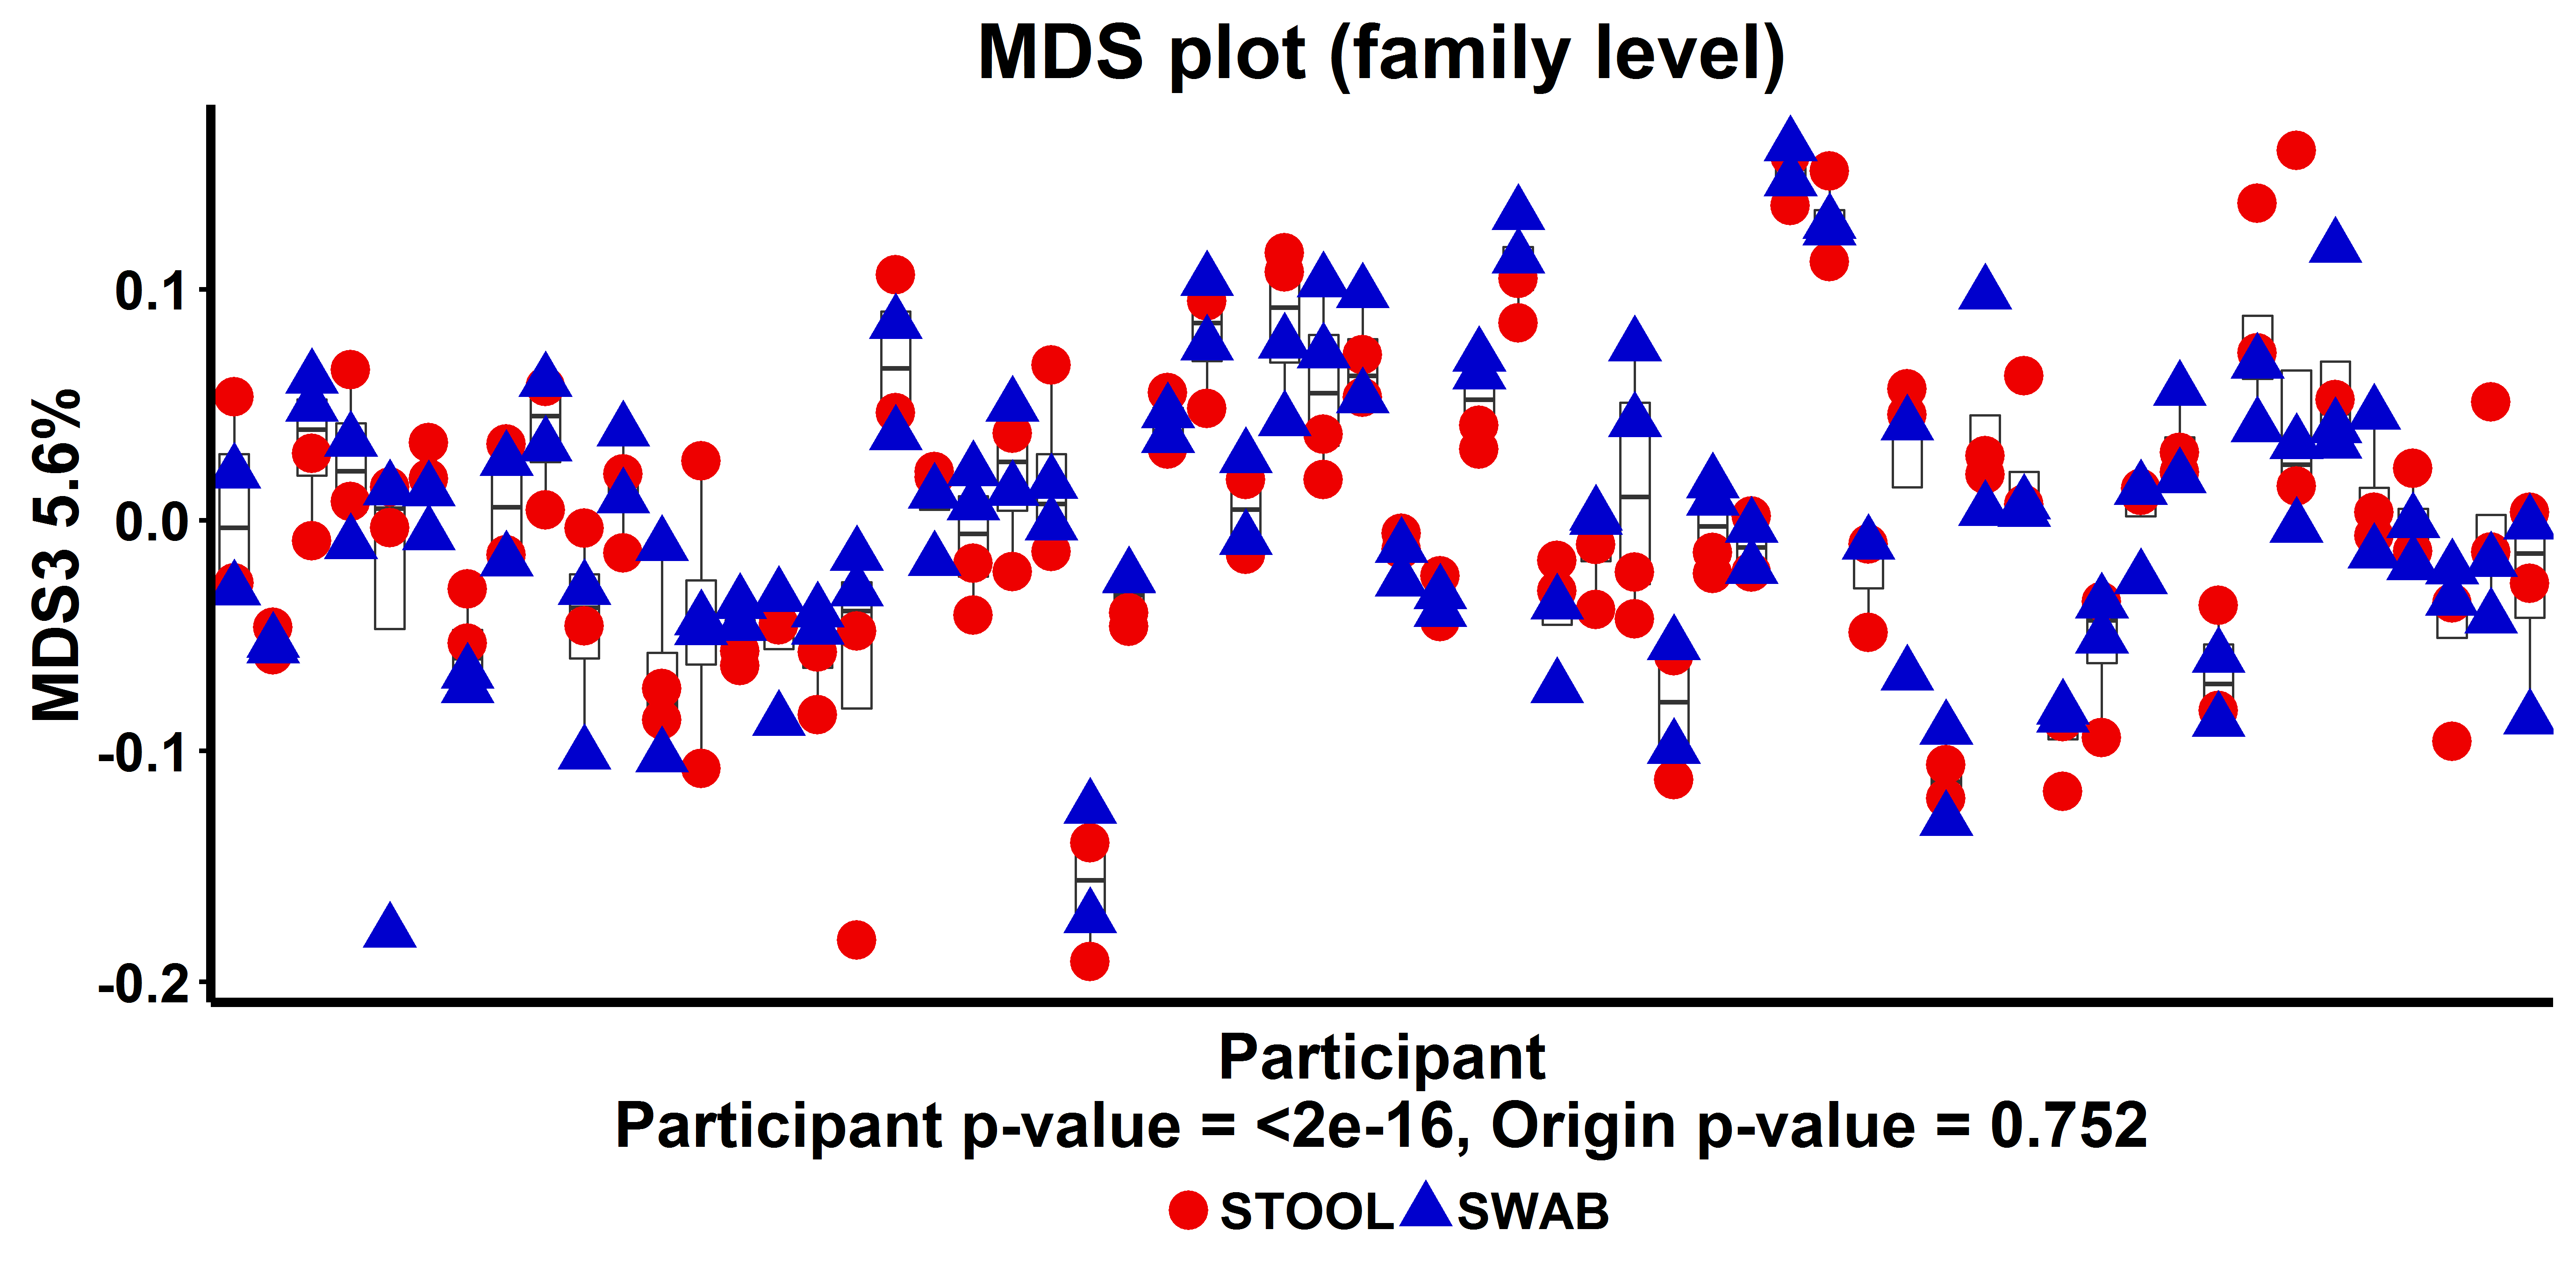 MDS plot (family level)
MDS3 5.6%
0.1
0.0
-0.1
-0.2
Participant
Participant p-value = <2e-16, Origin p-value = 0.752
STOOL SWAB